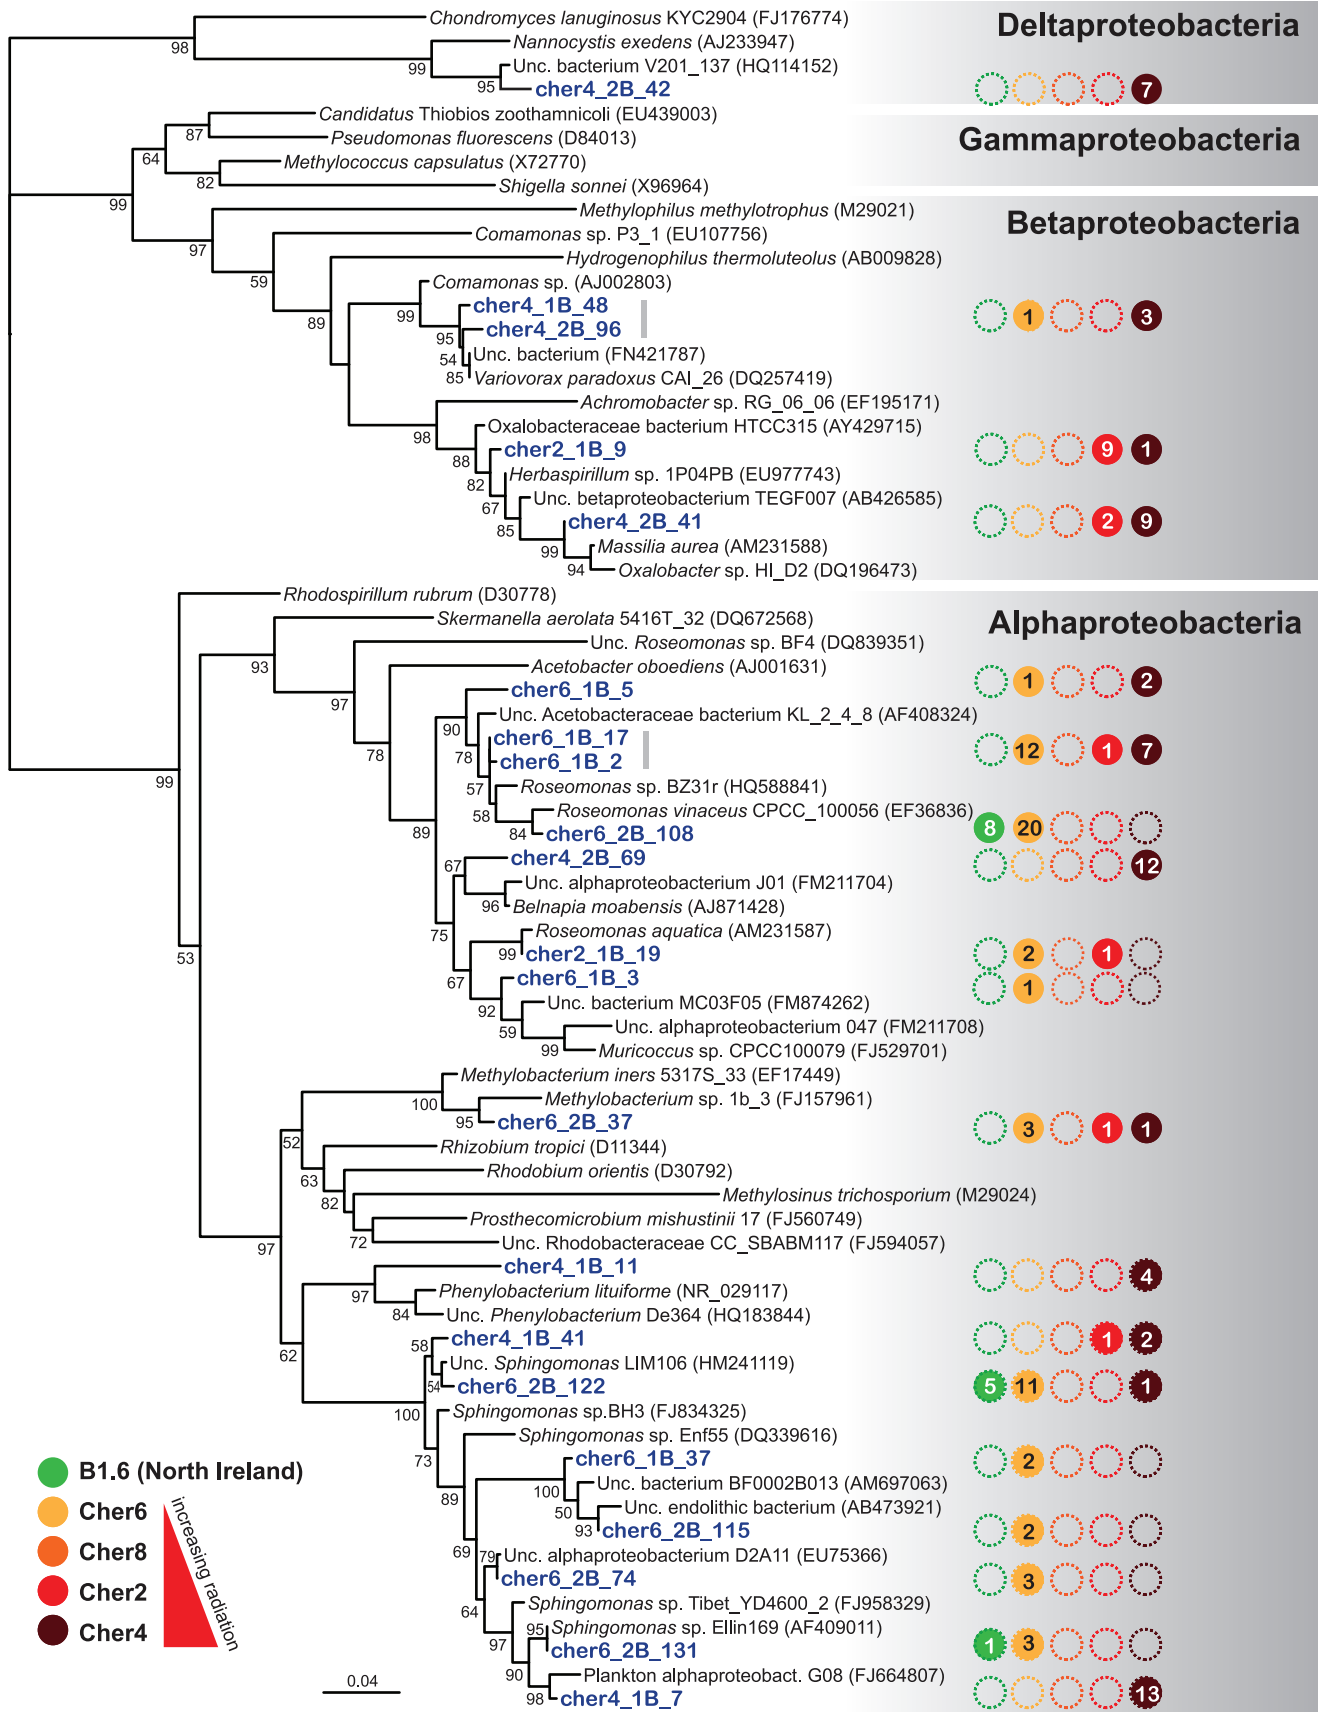 Chondromyces lanuginosus KYC2904 (FJ176774)
Deltaproteobacteria
98
Nannocystis exedens (AJ233947)
99
Unc. bacterium V201_137 (HQ114152)
95
cher4_2B_42
7
Candidatus Thiobios zoothamnicoli (EU439003)
Gammaproteobacteria
87
Pseudomonas fluorescens (D84013)
64
Methylococcus capsulatus (X72770)
82
Shigella sonnei (X96964)
99
Methylophilus methylotrophus (M29021)
Betaproteobacteria
97
Comamonas sp. P3_1 (EU107756)
59
Hydrogenophilus thermoluteolus (AB009828)
89
Comamonas sp. (AJ002803)
99
cher4_1B_48
1 3
95
cher4_2B_96
54
Unc. bacterium (FN421787)
85
Variovorax paradoxus CAI_26 (DQ257419)
Achromobacter sp. RG_06_06 (EF195171)
98
Oxalobacteraceae bacterium HTCC315 (AY429715)
88
cher2_1B_9
9 1
82
Herbaspirillum sp. 1P04PB (EU977743)
67
Unc. betaproteobacterium TEGF007 (AB426585)
85
cher4_2B_41
2 9
99
Massilia aurea (AM231588)
94
Oxalobacter sp. HI_D2 (DQ196473)
Rhodospirillum rubrum (D30778)
99
Alphaproteobacteria
Skermanella aerolata 5416T_32 (DQ672568)
93
Unc. Roseomonas sp. BF4 (DQ839351)
97
Acetobacter oboediens (AJ001631)
78
cher6_1B_5
1 2
90
Unc. Acetobacteraceae bacterium KL_2_4_8 (AF408324)
78
cher6_1B_17
12 1 7
cher6_1B_2
57
Roseomonas sp. BZ31r (HQ588841)
58
Roseomonas vinaceus CPCC_100056 (EF36836)
84
cher6_2B_108
8 20
89
cher4_2B_69
12
67
Unc. alphaproteobacterium J01 (FM211704)
96
Belnapia moabensis (AJ871428)
75
Roseomonas aquatica (AM231587)
99
cher2_1B_19
2 1
67
cher6_1B_3
1
92
Unc. bacterium MC03F05 (FM874262)
59
Unc. alphaproteobacterium 047 (FM211708)
99
Muricoccus sp. CPCC100079 (FJ529701)
53
Methylobacterium iners 5317S_33 (EF17449)
100
Methylobacterium sp. 1b_3 (FJ157961)
95
cher6_2B_37
3 1 1
52
Rhizobium tropici (D11344)
63
Rhodobium orientis (D30792)
82
Methylosinus trichosporium (M29024)
Prosthecomicrobium mishustinii 17 (FJ560749)
72
Unc. Rhodobacteraceae CC_SBABM117 (FJ594057)
97
cher4_1B_11
4
97
Phenylobacterium lituiforme (NR_029117)
84
Unc. Phenylobacterium De364 (HQ183844)
62
cher4_1B_41
1 2
58
Unc. Sphingomonas LIM106 (HM241119)
54
cher6_2B_122
5 11 1
100
Sphingomonas sp.BH3 (FJ834325)
73
Sphingomonas sp. Enf55 (DQ339616)
89
cher6_1B_37
2
100
Unc. bacterium BF0002B013 (AM697063)
50
Unc. endolithic bacterium (AB473921)
93
cher6_2B_115
2
69
79
Unc. alphaproteobacterium D2A11 (EU75366)
cher6_2B_74
3
64
Sphingomonas sp. Tibet_YD4600_2 (FJ958329)
97
95
Sphingomonas sp. Ellin169 (AF409011)
cher6_2B_131
1 3
90
Plankton alphaproteobact. G08 (FJ664807)
98
cher4_1B_7
13
B1.6 (North Ireland)
Cher6
Cher8
Cher2
Cher4
increasing radiation
0.04